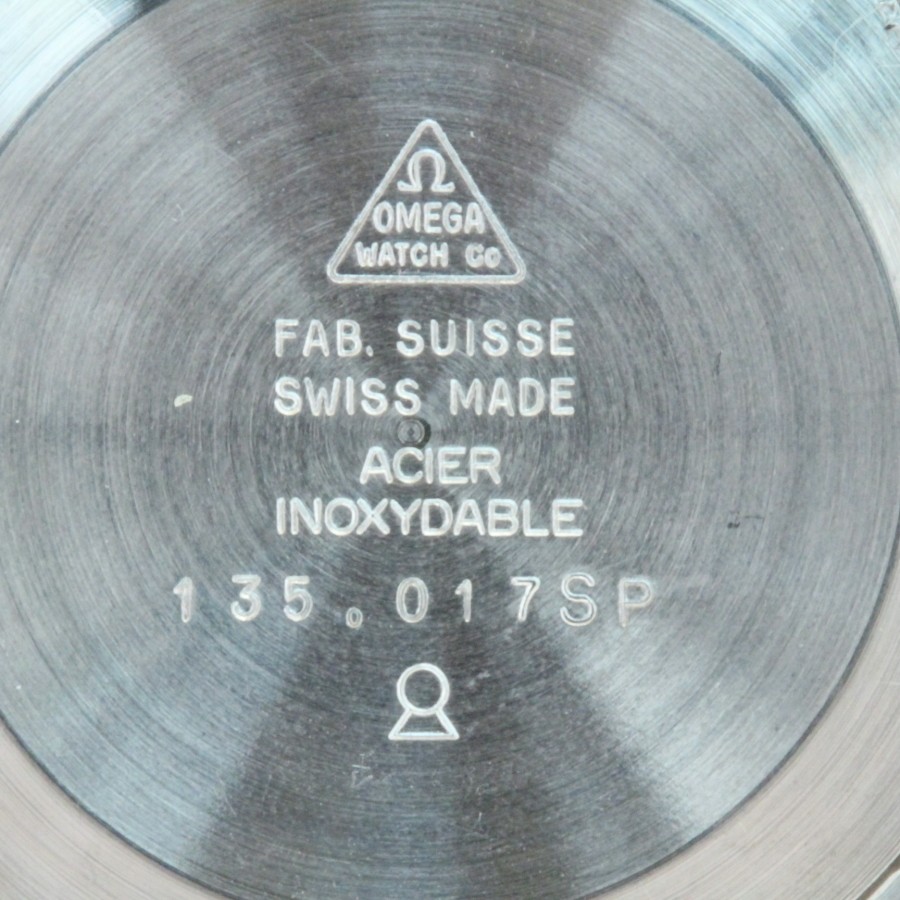 Ω
OMEGA
WATCH Co
FAB. SUISSE
SWISS MADE
ACIER
INOXYDABLE
135.017SP